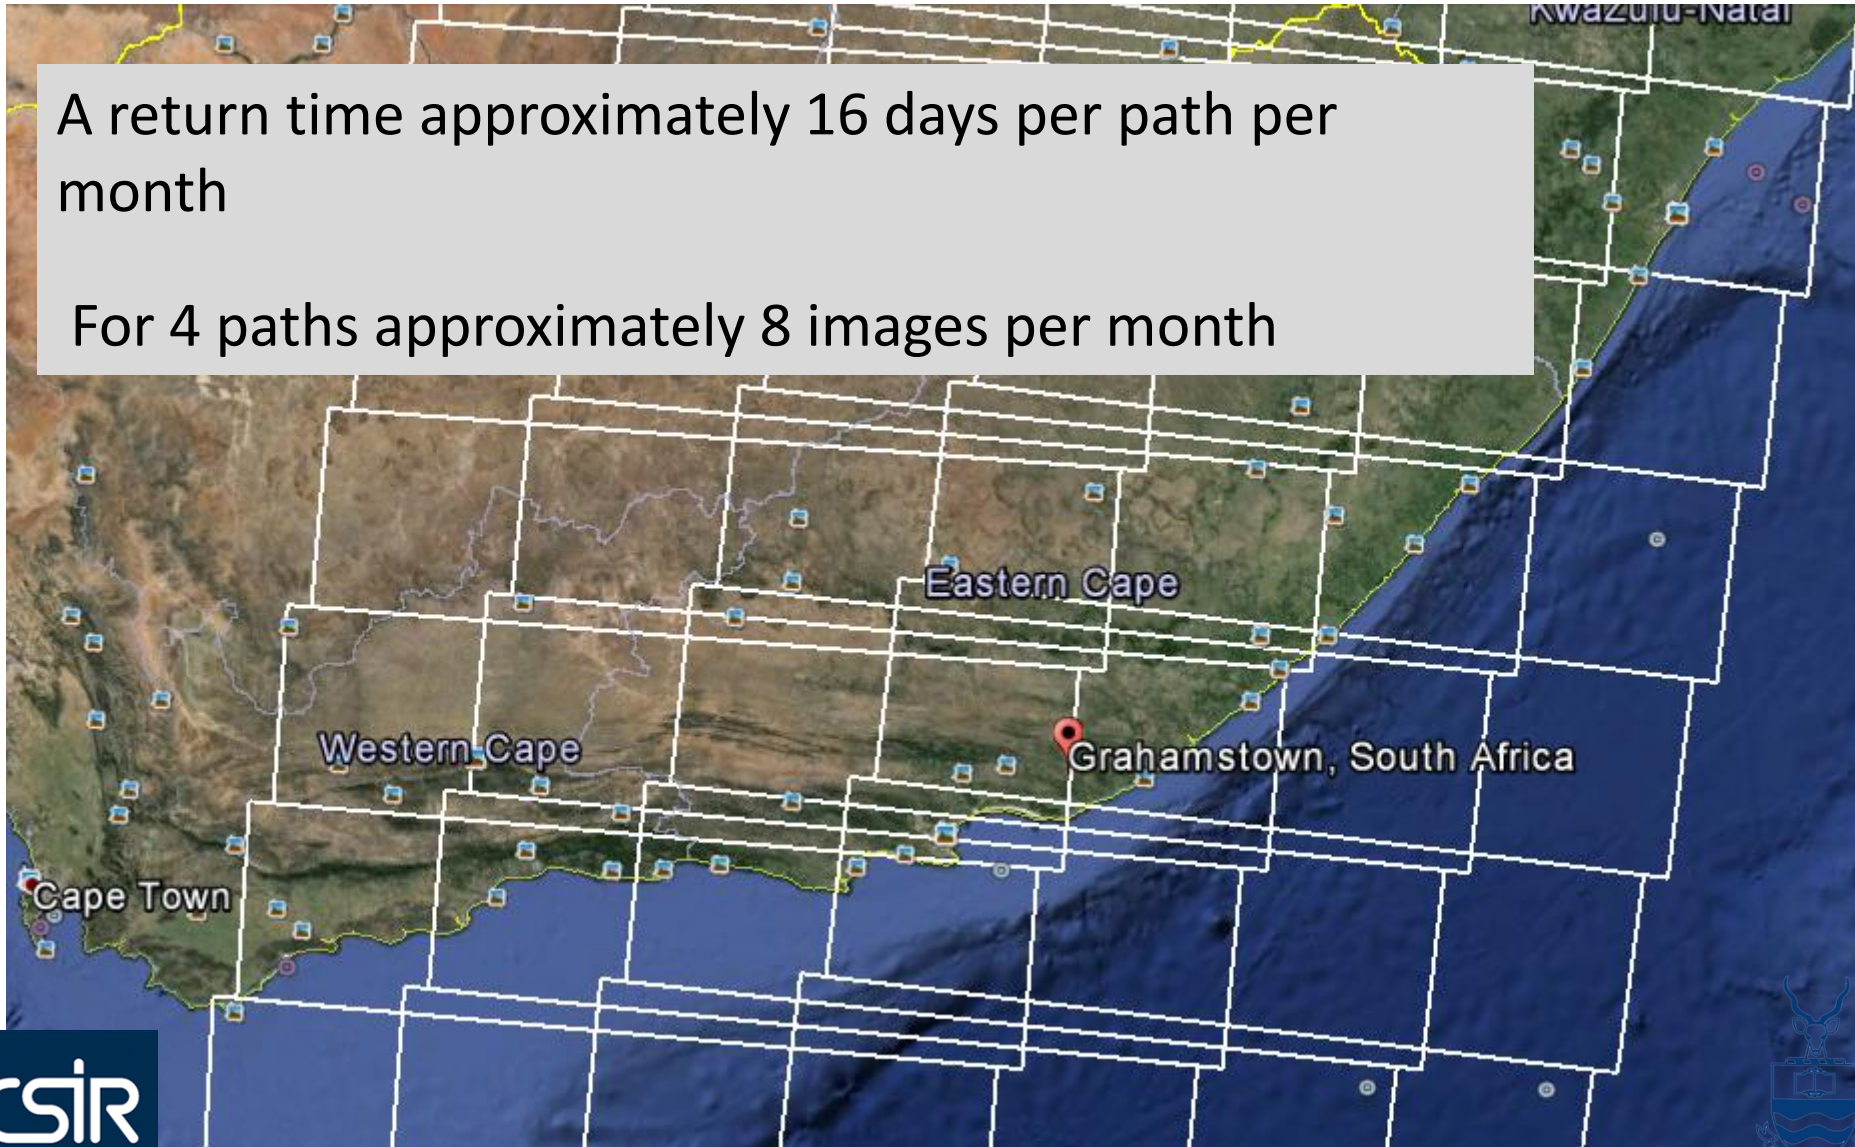 KwaZulu-Natal
A return time approximately 16 days per path per
month
For 4 paths approximately 8 images per month
Eastern Cape
Western Cape
Grahamstown, South Africa
Cape Town
CSIR